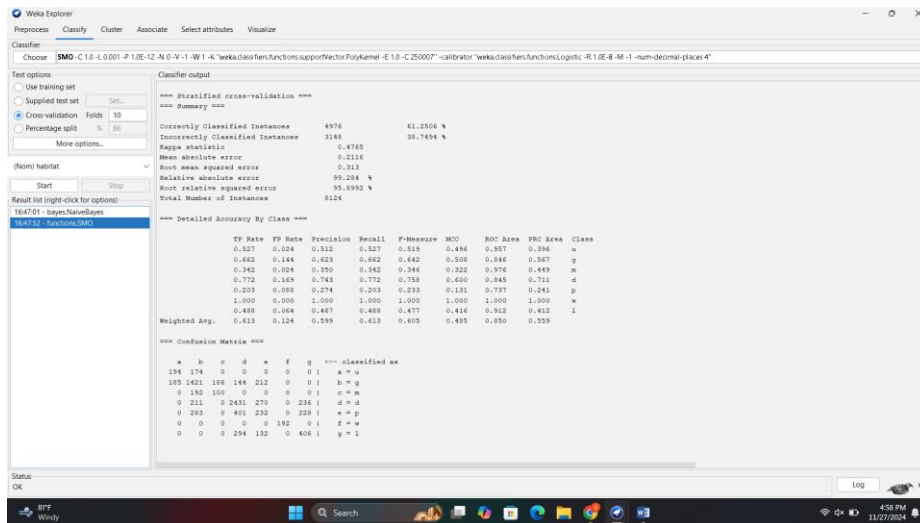 Weka Explorer
Preprocess Classify Cluster Associate Select attributes Visualize
Classifier
Choose SMO -C 1.0 -L 0.001 -P 1.0E-12 -N 0 -V -1 -W 1 -K "weka.classifiers.functions.supportVector.PolyKernel -E 1.0 -C 250007" -calibrator "weka.classifiers.functions.Logistic -R 1.0E-8 -M -1 -num-decimal-places 4"
Test options
Use training set
Supplied test set Set...
Cross-validation Folds 10
Percentage split % 66
More options...
(Nom) habitat
Start Stop
Result list (right-click for options)
16:47:01 - bayes.NaiveBayes
16:47:52 - functions.SMO
Classifier output
=== Stratified cross-validation ===
=== Summary ===
Correctly Classified Instances 4976 61.2506 %
Incorrectly Classified Instances 3148 38.7494 %
Kappa statistic 0.4765
Mean absolute error 0.2116
Root mean squared error 0.313
Relative absolute error 99.284 %
Root relative squared error 95.8992 %
Total Number of Instances 8124
=== Detailed Accuracy By Class ===
TP Rate FP Rate Precision Recall F-Measure MCC ROC Area PRC Area Class
0.527 0.024 0.512 0.527 0.519 0.496 0.957 0.396 u
0.662 0.144 0.623 0.662 0.642 0.508 0.846 0.567 g
0.342 0.024 0.350 0.342 0.346 0.322 0.976 0.449 m
0.772 0.169 0.743 0.772 0.758 0.600 0.845 0.711 d
0.203 0.088 0.274 0.203 0.233 0.131 0.737 0.241 p
1.000 0.000 1.000 1.000 1.000 1.000 1.000 1.000 w
0.488 0.064 0.467 0.488 0.477 0.416 0.912 0.412 l
Weighted Avg. 0.613 0.124 0.599 0.613 0.605 0.485 0.850 0.559
=== Confusion Matrix ===
a b c d e f g <-- classified as
194 174 0 0 0 0 0 | a = u
185 1421 186 144 212 0 0 | b = g
0 192 100 0 0 0 0 | c = m
0 211 0 2431 270 0 236 | d = d
0 283 0 401 232 0 228 | e = p
0 0 0 0 0 192 0 | f = w
0 0 0 294 132 0 406 | g = l
Status
OK
Log
81°F
Windy
Search
4:58 PM
11/27/2024